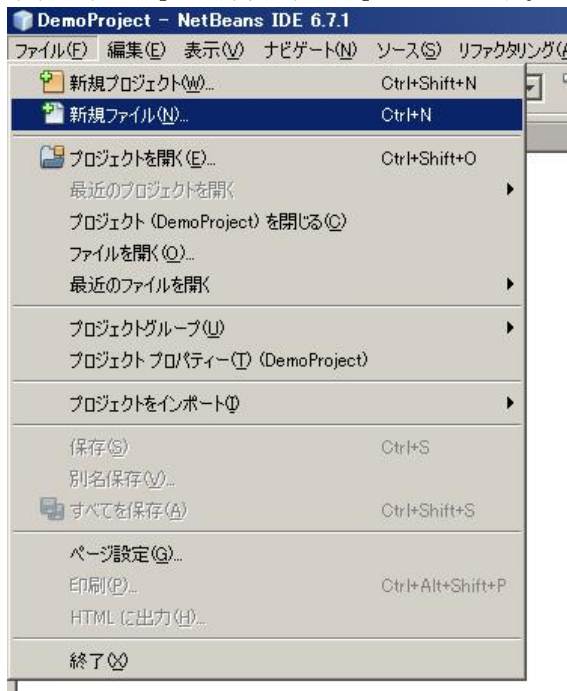 DemoProject - NetBeans IDE 6.7.1
ファイル(F) 編集(E) 表示(V) ナビゲート(N) ソース(S) リファクタリング(
新規プロジェクト(W)... Ctrl+Shift+N
新規ファイル(N)... Ctrl+N
プロジェクトを開く(E)... Ctrl+Shift+O
最近のプロジェクトを開く
プロジェクト (DemoProject) を閉じる(C)
ファイルを開く(O)...
最近のファイルを開く
プロジェクトグループ(U)
プロジェクト プロパティー(T) (DemoProject)
プロジェクトをインポート(I)
保存(S) Ctrl+S
別名保存(V)...
すべてを保存(A) Ctrl+Shift+S
ページ設定(G)...
印刷(P)... Ctrl+Alt+Shift+P
HTML に出力(H)...
終了(X)